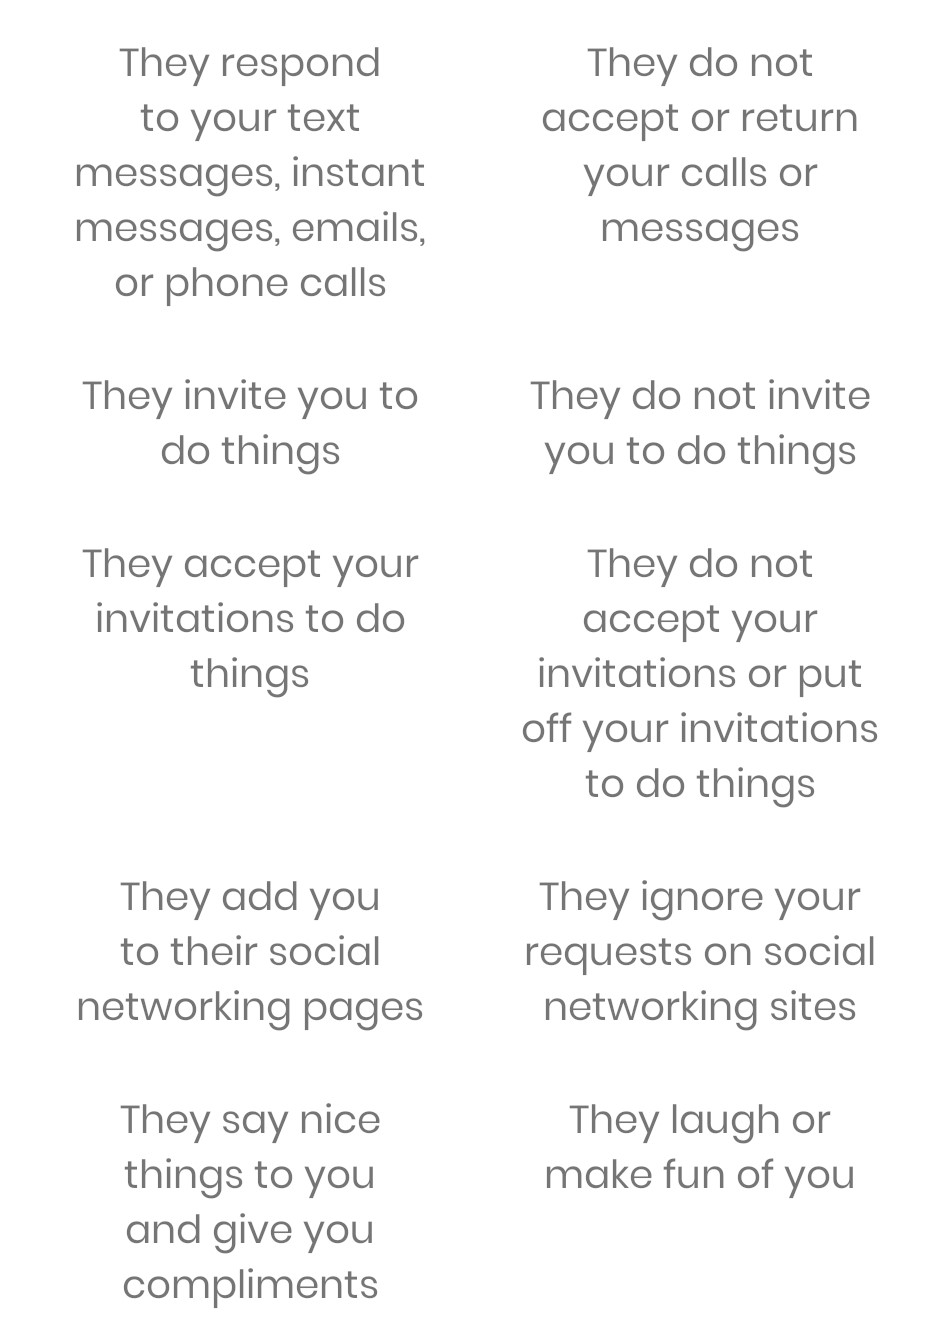 They respond
to your text
messages, instant
messages, emails,
or phone calls
They do not
accept or return
your calls or
messages
They invite you to
do things
They do not invite
you to do things
They accept your
invitations to do
things
They do not
accept your
invitations or put
off your invitations
to do things
They add you
to their social
networking pages
They ignore your
requests on social
networking sites
They say nice
things to you
and give you
compliments
They laugh or
make fun of you